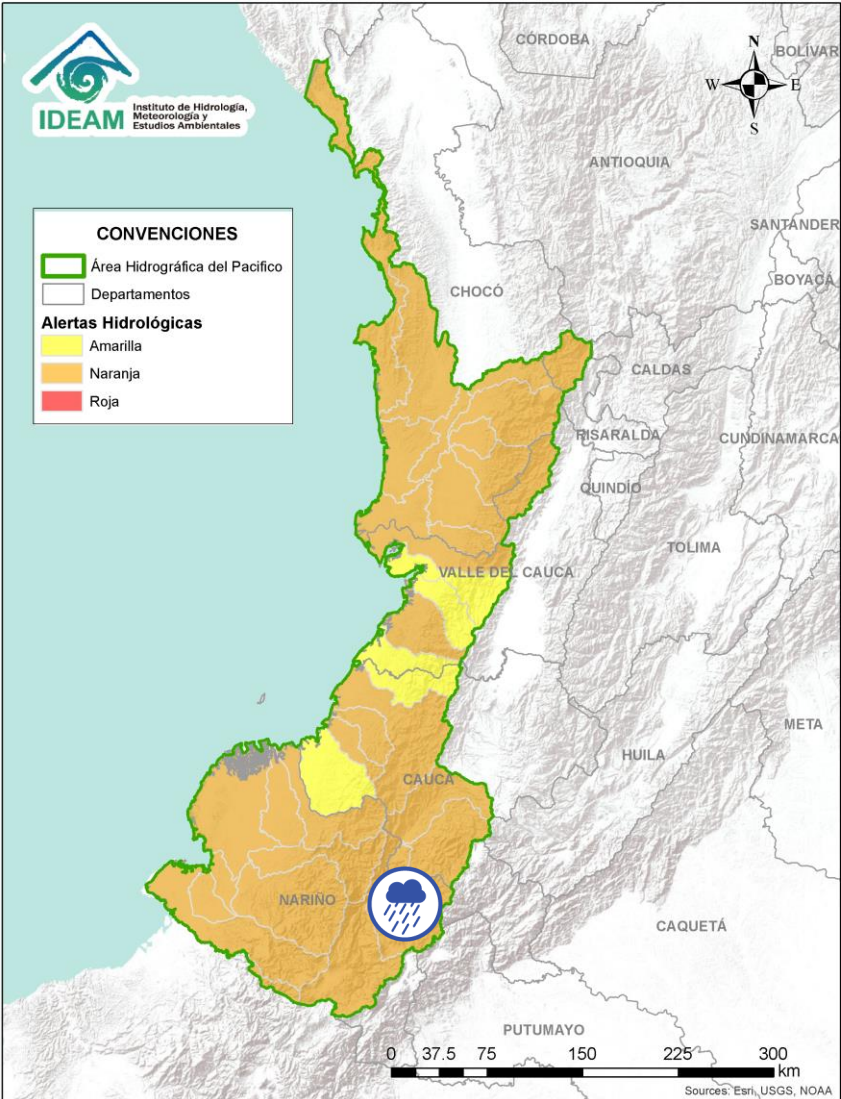 IDEAM
Instituto de Hidrología,
Meteorología y
Estudios Ambientales
N
W
E
S
CONVENCIONES
Área Hidrográfica del Pacifico
Departamentos
Alertas Hidrológicas
Amarilla
Naranja
Roja
CÓRDOBA
BOLÍVAR
ANTIOQUIA
SANTANDER
BOYACÁ
CHOCÓ
CALDAS
RISARALDA
CUNDINAMARCA
QUINDÍO
TOLIMA
VALLE DEL CAUCA
META
HUILA
CAUCA
NARIÑO
CAQUETÁ
PUTUMAYO
0 37.5 75 150 225 300
km
Sources: Esri, USGS, NOAA